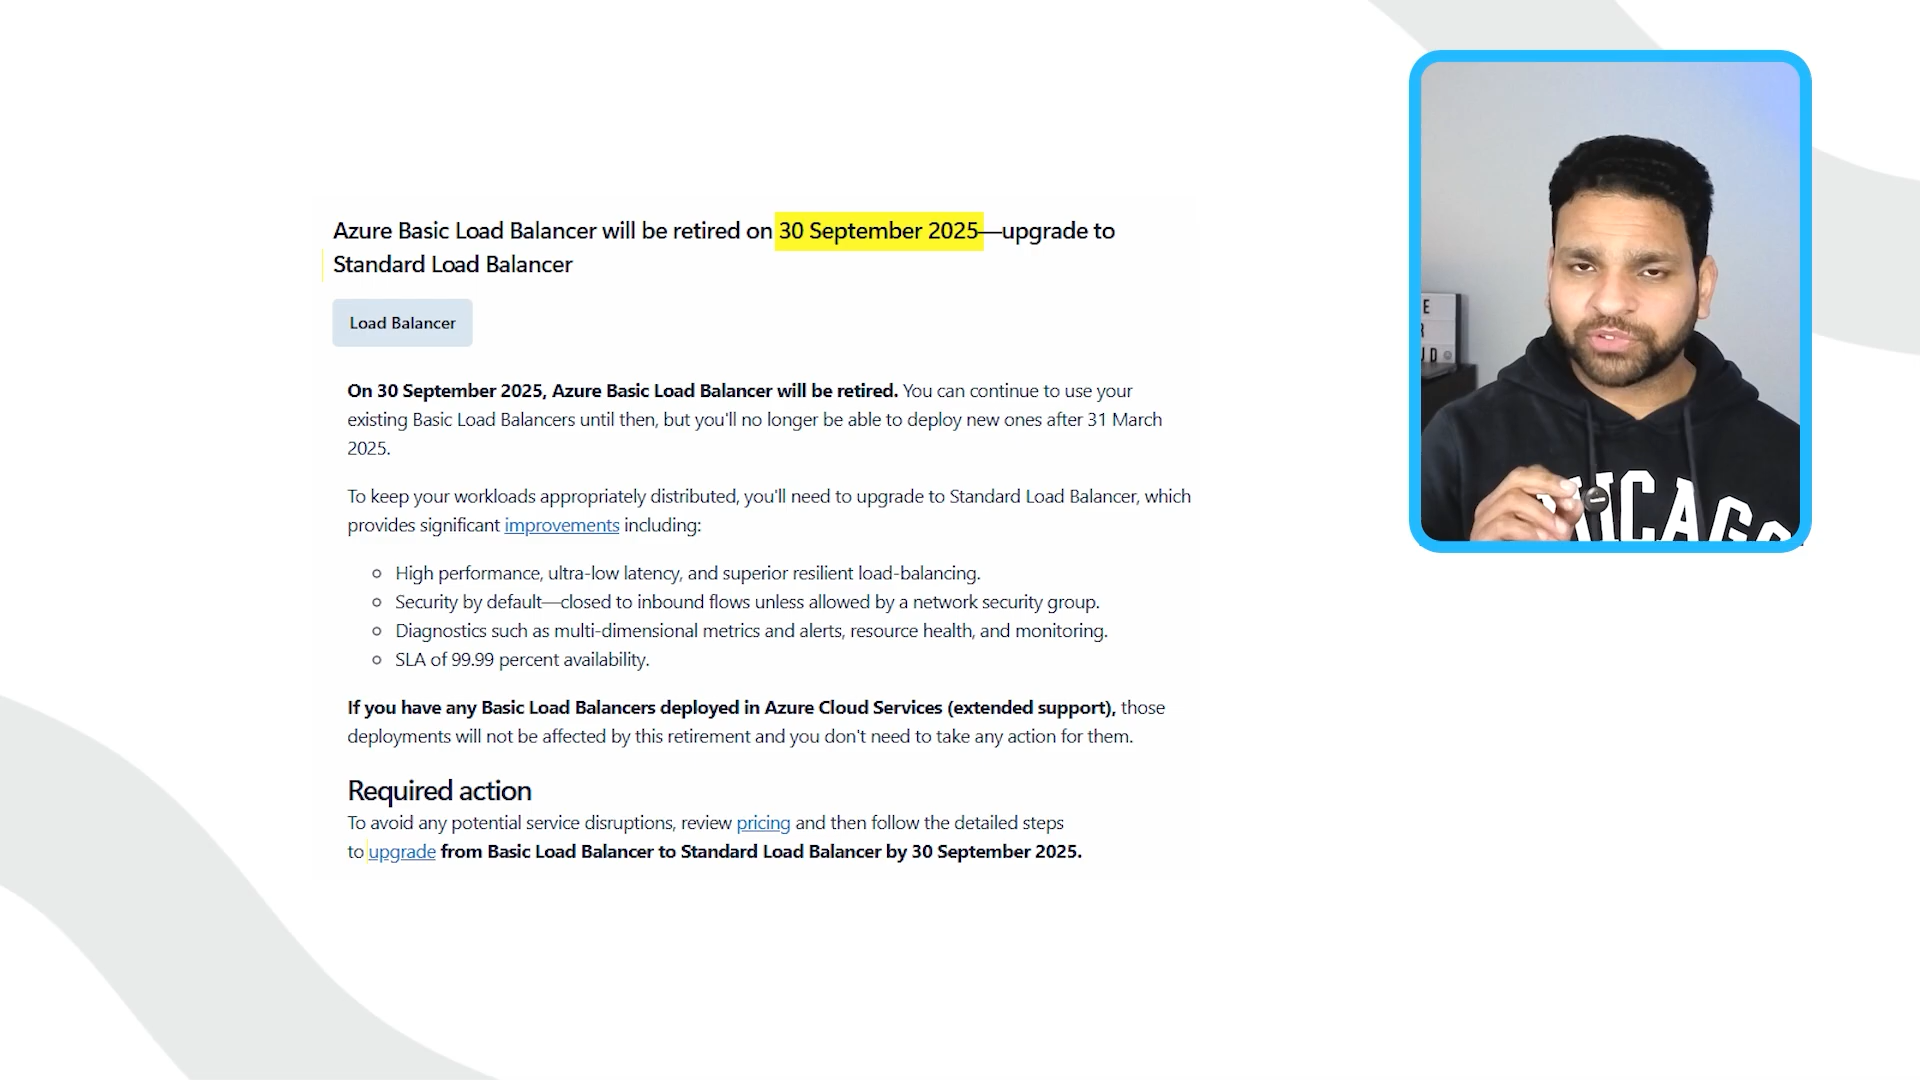 Azure Basic Load Balancer will be retired on 30 September 2025—upgrade to
Standard Load Balancer
Load Balancer
On 30 September 2025, Azure Basic Load Balancer will be retired. You can continue to use your
existing Basic Load Balancers until then, but you'll no longer be able to deploy new ones after 31 March
2025.
To keep your workloads appropriately distributed, you'll need to upgrade to Standard Load Balancer, which
provides significant improvements including:
High performance, ultra-low latency, and superior resilient load-balancing.
Security by default—closed to inbound flows unless allowed by a network security group.
Diagnostics such as multi-dimensional metrics and alerts, resource health, and monitoring.
SLA of 99.99 percent availability.
If you have any Basic Load Balancers deployed in Azure Cloud Services (extended support), those
deployments will not be affected by this retirement and you don't need to take any action for them.
Required action
To avoid any potential service disruptions, review pricing and then follow the detailed steps
to upgrade from Basic Load Balancer to Standard Load Balancer by 30 September 2025.